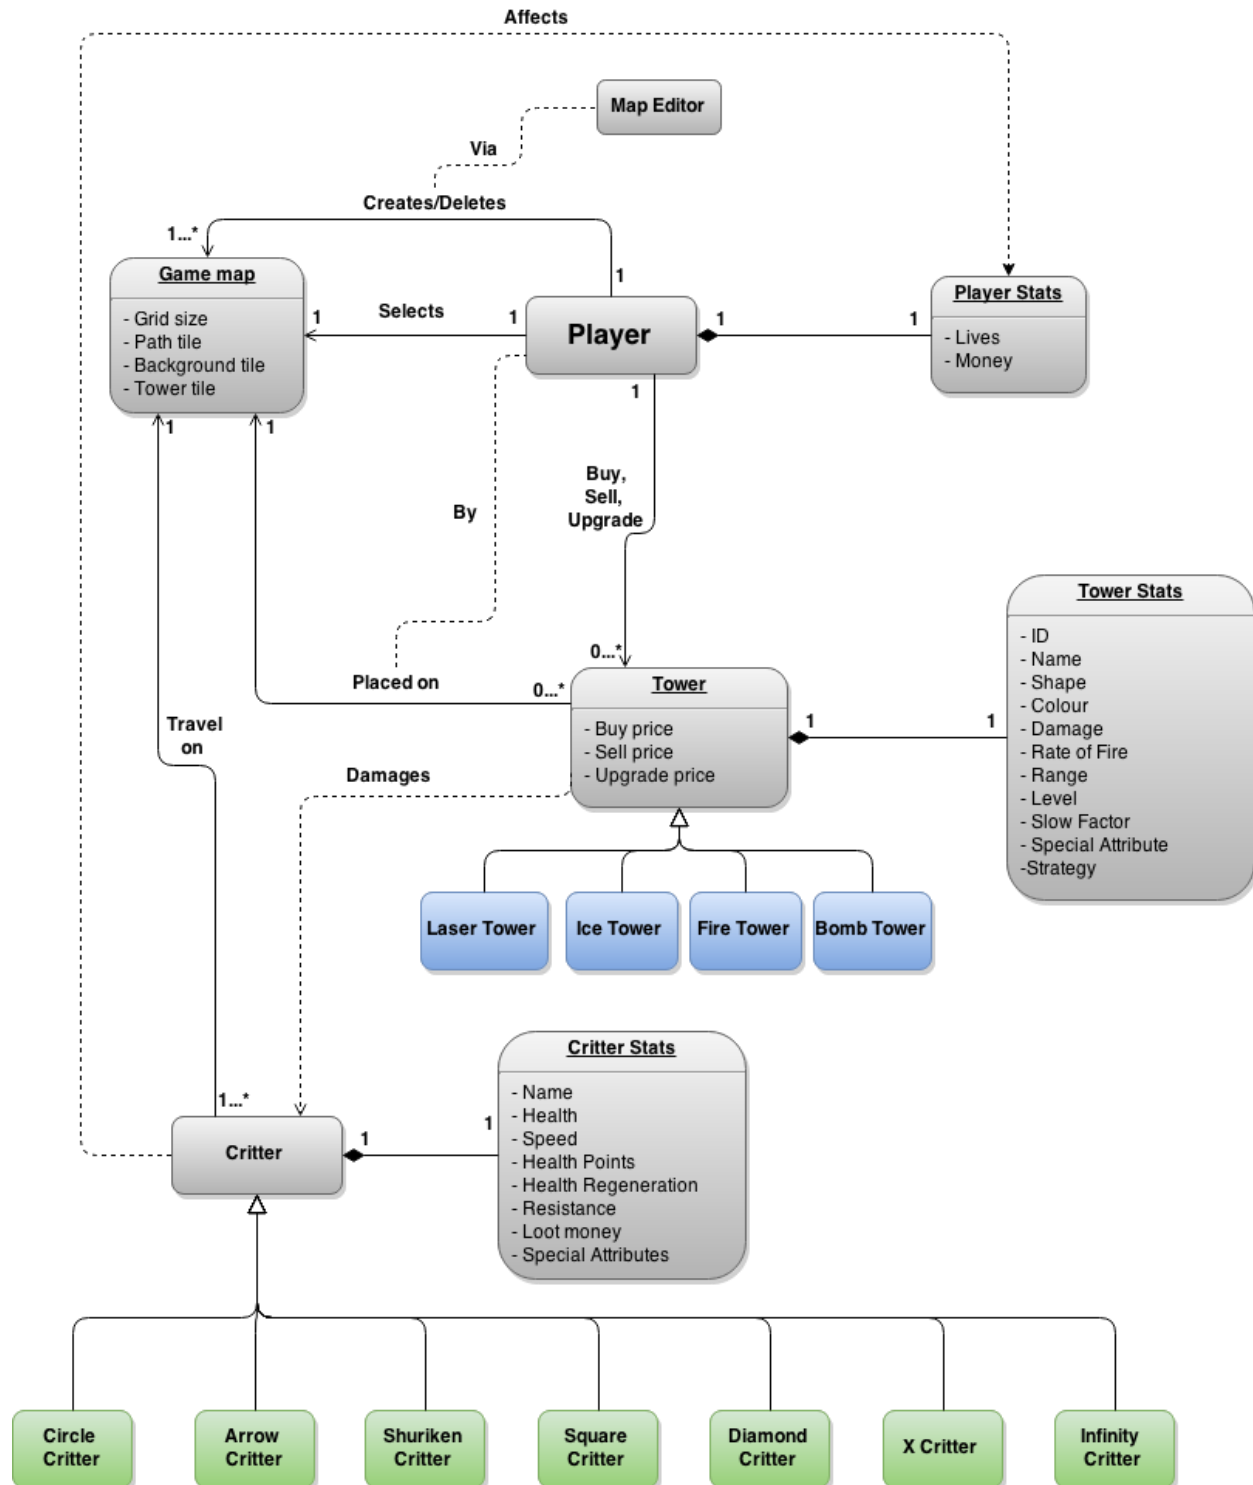 Affects
Map Editor
Via
Creates/Deletes
1...*
Game map
- Grid size
- Path tile
- Background tile
- Tower tile
1
Selects
1
1
Player
1
1
Player Stats
- Lives
- Money
1
1
1
Buy,
Sell,
Upgrade
By
0...*
Placed on
0...*
Tower
- Buy price
- Sell price
- Upgrade price
1
1
Tower Stats
- ID
- Name
- Shape
- Colour
- Damage
- Rate of Fire
- Range
- Level
- Slow Factor
- Special Attribute
-Strategy
Travel
on
Damages
Laser Tower
Ice Tower
Fire Tower
Bomb Tower
1...*
Critter
1
1
Critter Stats
- Name
- Health
- Speed
- Health Points
- Health Regeneration
- Resistance
- Loot money
- Special Attributes
Circle
Critter
Arrow
Critter
Shuriken
Critter
Square
Critter
Diamond
Critter
X Critter
Infinity
Critter